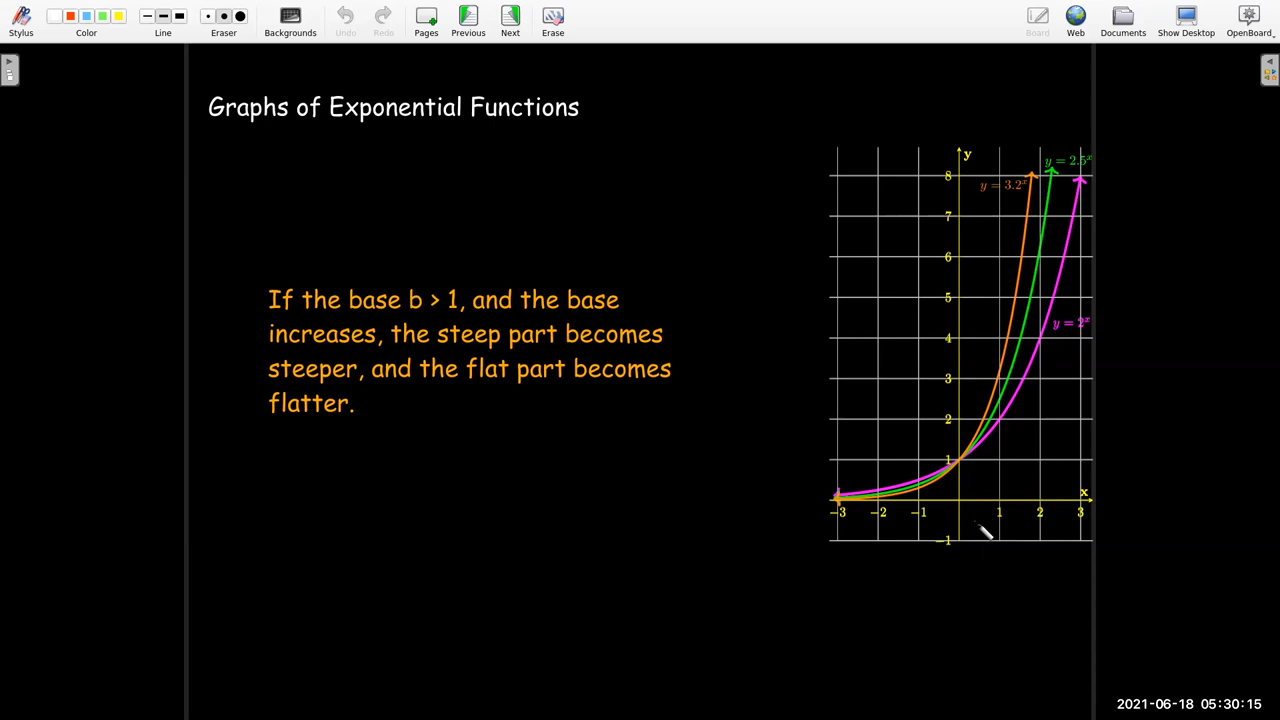 Stylus Color Line Eraser Backgrounds Undo Redo Pages Previous Next Erase Board Web Documents Show Desktop OpenBoard
Graphs of Exponential Functions
If the base b > 1, and the base
increases, the steep part becomes
steeper, and the flat part becomes
flatter.
y
y = 2.5ˣ
8
y = 3.2ˣ
7
6
5
y = 2ˣ
4
3
2
1
x
−3 −2 −1 1 2 3
−1
2021-06-18 05:30:15